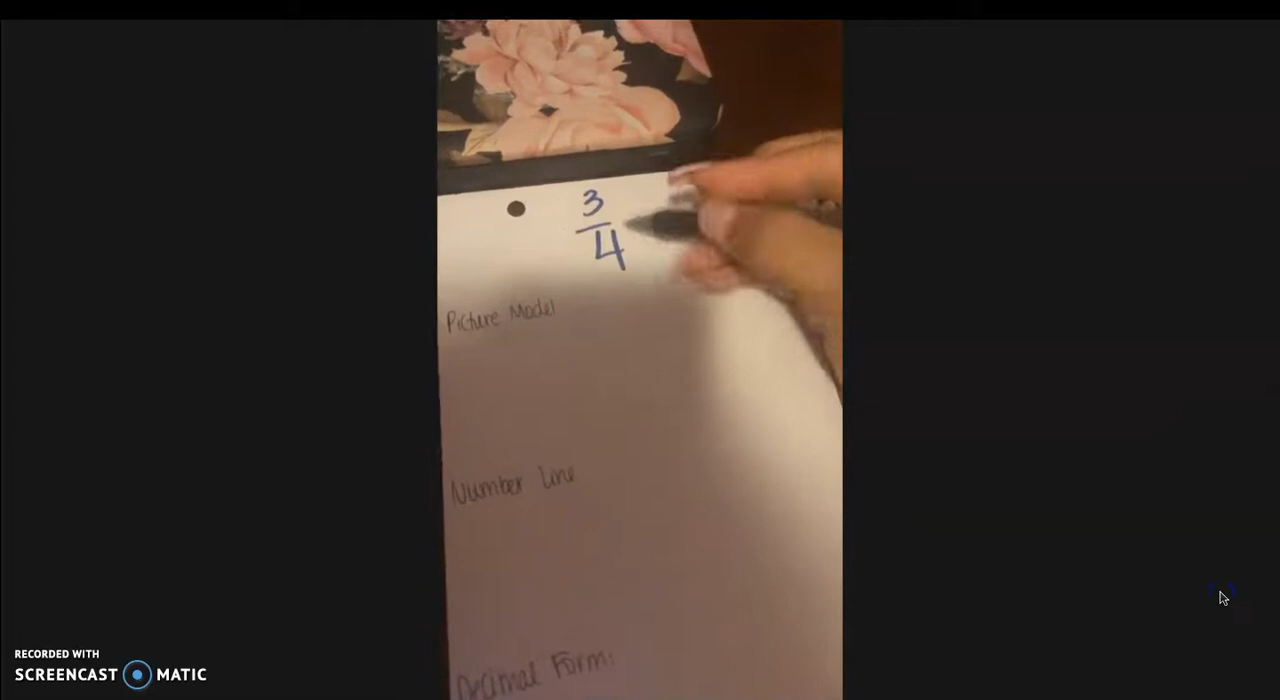 3
4
Picture Model
Number Line
Decimal Form:
RECORDED WITH
SCREENCAST MATIC